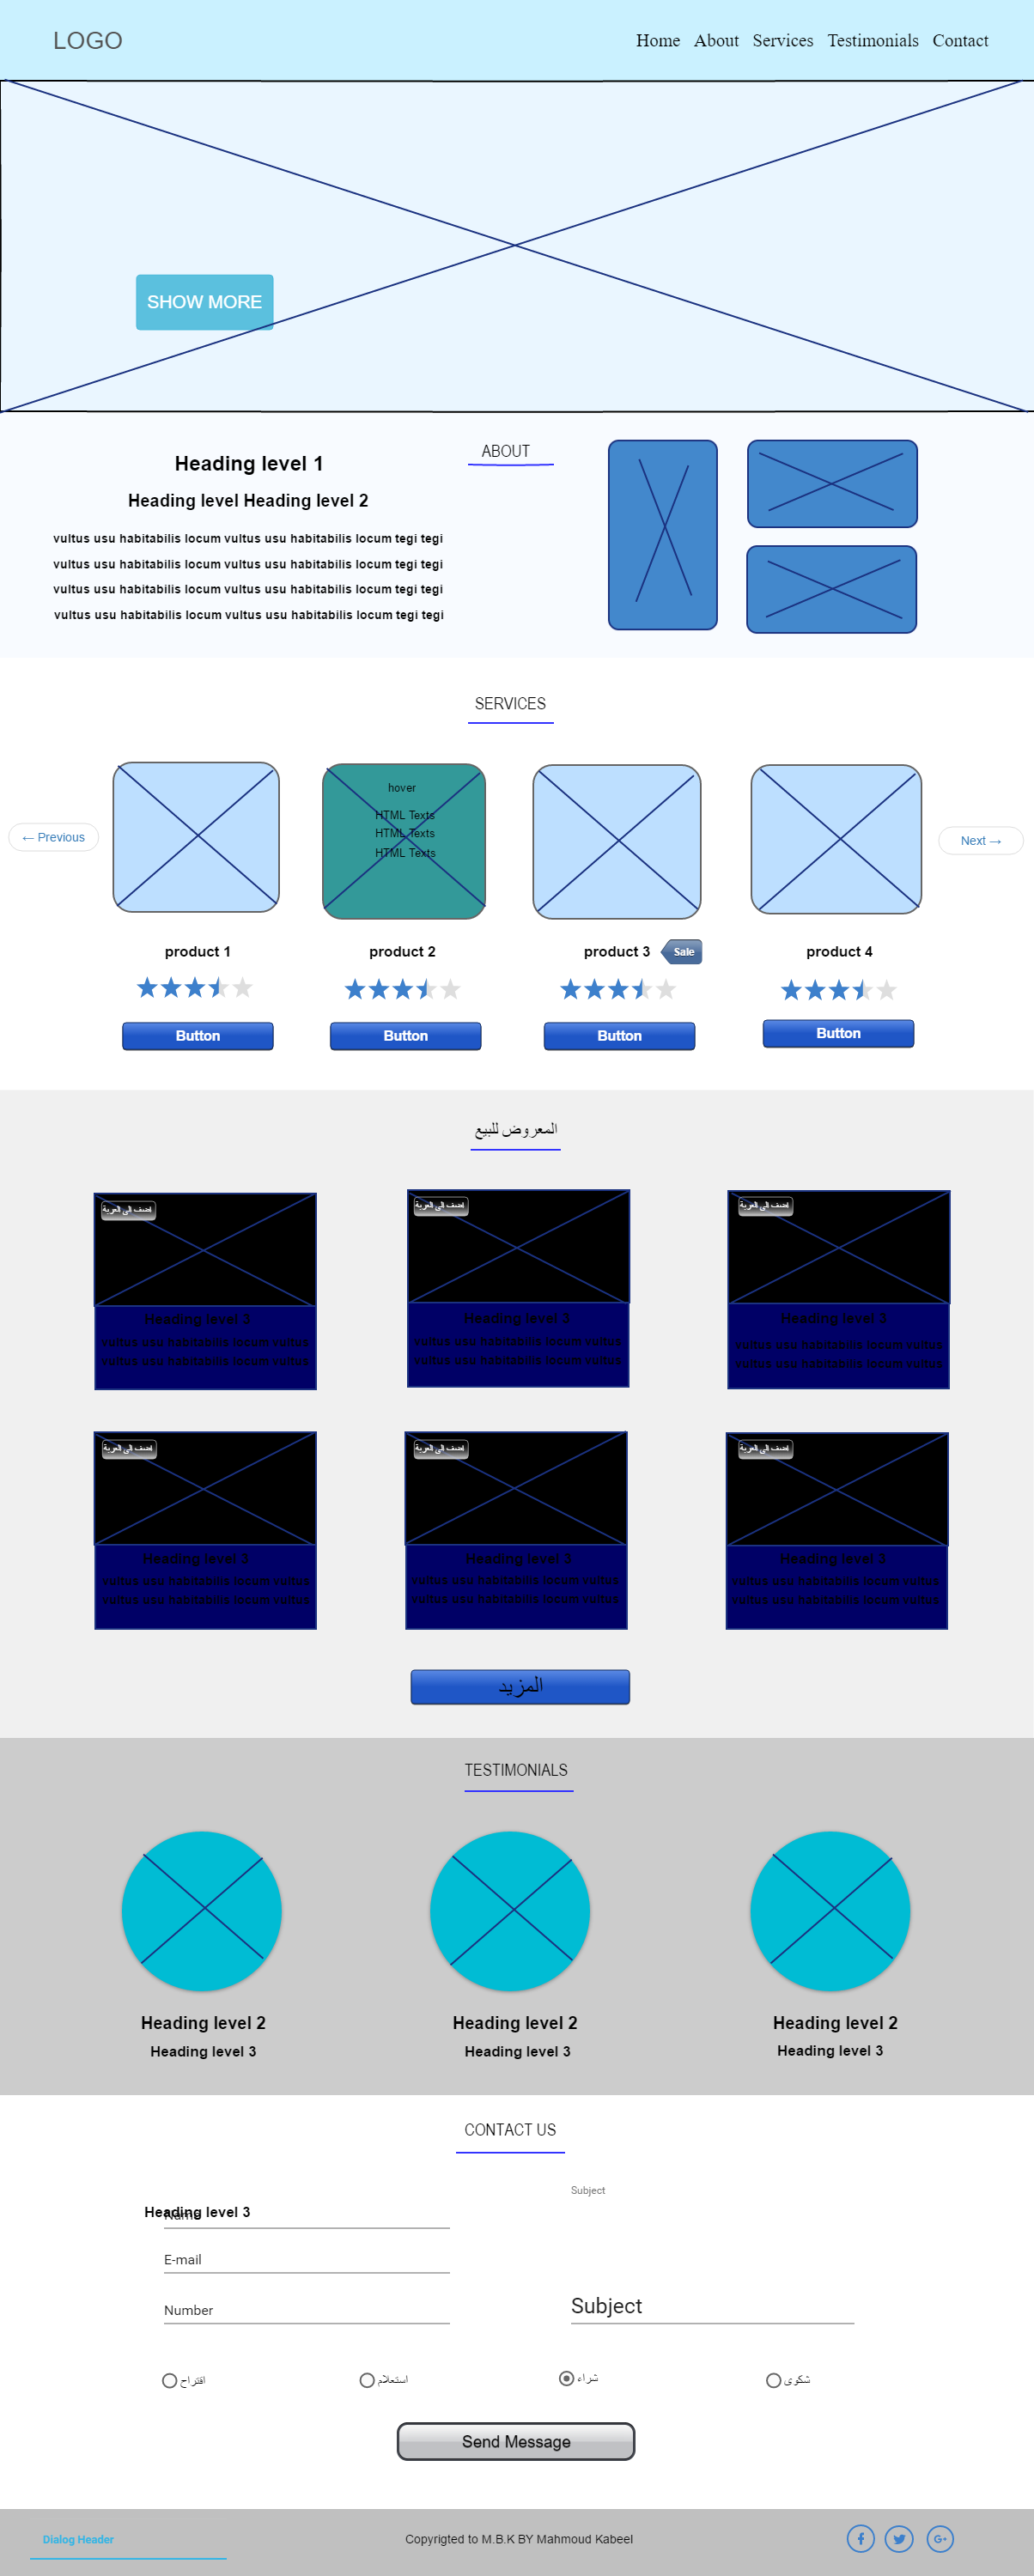 LOGO
Home About Services Testimonials Contact
SHOW MORE
ABOUT
Heading level 1
Heading level Heading level 2
vultus usu habitabilis locum vultus usu habitabilis locum tegi tegi
vultus usu habitabilis locum vultus usu habitabilis locum tegi tegi
vultus usu habitabilis locum vultus usu habitabilis locum tegi tegi
vultus usu habitabilis locum vultus usu habitabilis locum tegi tegi
SERVICES
hover
HTML Texts
HTML Texts
HTML Texts
← Previous
Next →
product 1
product 2
product 3
Sale
product 4
Button
Button
Button
Button
المعروض للبيع
اضف الى العربة
اضف الى العربة
اضف الى العربة
Heading level 3
vultus usu habitabilis locum vultus
vultus usu habitabilis locum vultus
Heading level 3
vultus usu habitabilis locum vultus
vultus usu habitabilis locum vultus
Heading level 3
vultus usu habitabilis locum vultus
vultus usu habitabilis locum vultus
اضف الى العربة
اضف الى العربة
اضف الى العربة
Heading level 3
vultus usu habitabilis locum vultus
vultus usu habitabilis locum vultus
Heading level 3
vultus usu habitabilis locum vultus
vultus usu habitabilis locum vultus
Heading level 3
vultus usu habitabilis locum vultus
vultus usu habitabilis locum vultus
المزيد
TESTIMONIALS
Heading level 2
Heading level 3
Heading level 2
Heading level 3
Heading level 2
Heading level 3
CONTACT US
Subject
Heading level 3
Name
E-mail
Number
Subject
اقتراح
استعلام
شراء
شكوى
Send Message
Dialog Header
Copyrigted to M.B.K BY Mahmoud Kabeel